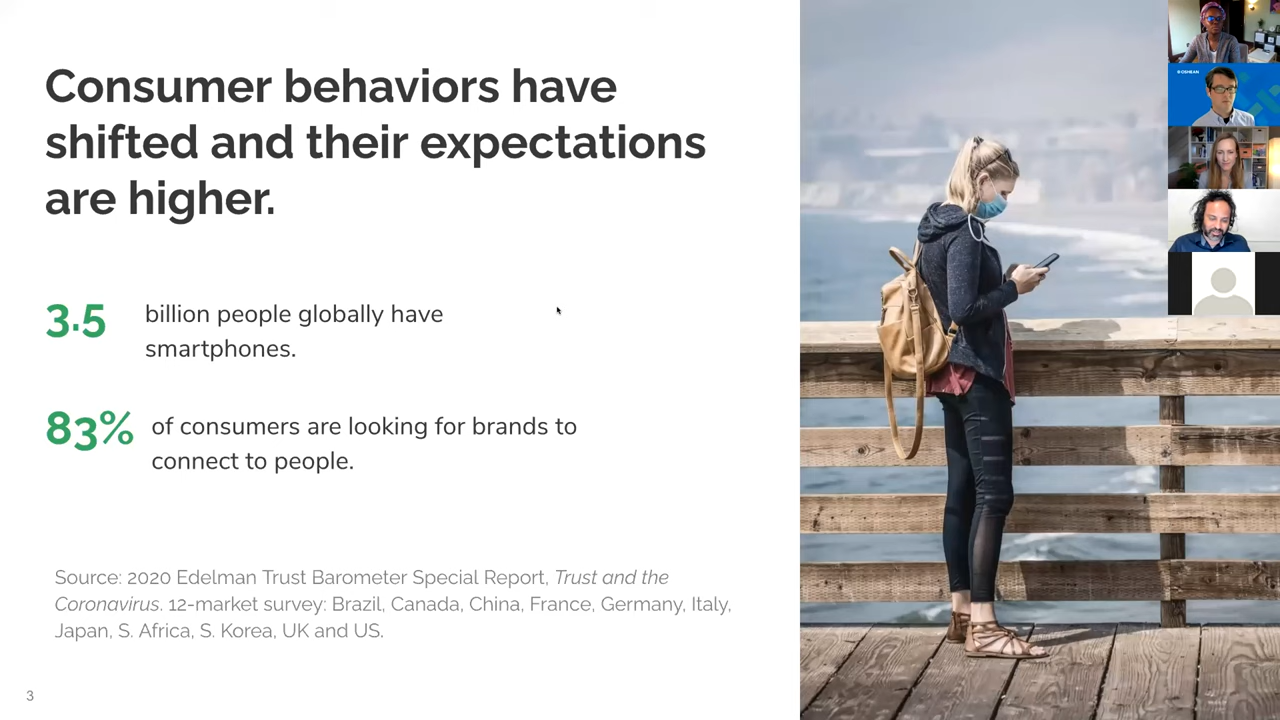 Consumer behaviors have
shifted and their expectations
are higher.
3.5 billion people globally have
smartphones.
83% of consumers are looking for brands to
connect to people.
Source: 2020 Edelman Trust Barometer Special Report, Trust and the
Coronavirus. 12-market survey: Brazil, Canada, China, France, Germany, Italy,
Japan, S. Africa, S. Korea, UK and US.
3